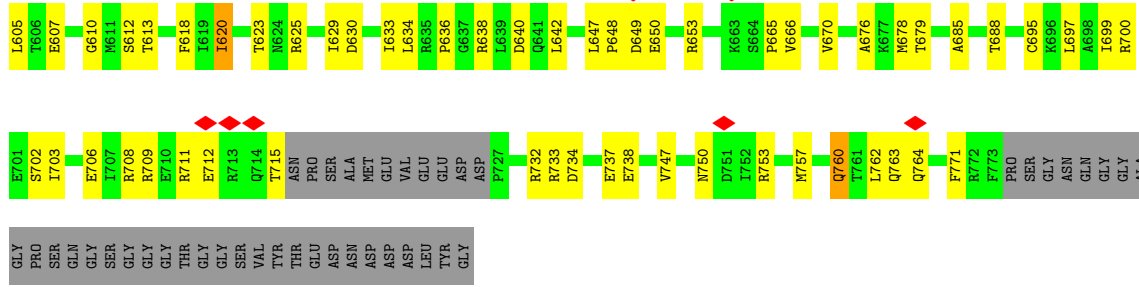 L605 T606 E607 G610 M611 S612 T613 F618 I619 I620 T623 N624 R625 I629 D630 I633 L634 R635 P636 G637 R638 L639 D640 Q641 L642 L647 P648 D649 E650 R653 K663 S664 P665 V666 V670 A676 K677 M678 T679 A685 T688 C695 K696 L697 A698 I699 R700
E701 S702 I703 E706 I707 R708 R709 E710 R711 E712 R713 Q714 T715 ASN PRO SER ALA MET GLU VAL GLU GLU ASP ASP P727 R732 R733 D734 E737 E738 V747 N750 D751 I752 R753 M757 Q760 T761 L762 Q763 Q764 F771 R772 F773 PRO SER GLY ASN GLN GLY GLY
GLY PRO SER GLN GLY SER GLY GLY GLY THR GLY GLY SER VAL TYR THR GLU ASP ASN ASP ASP ASP LEU TYR GLY